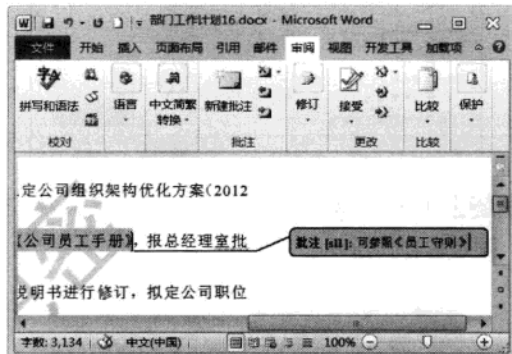 部门工作计划16.docx - Microsoft Word
文件 开始 插入 页面布局 引用 邮件 审阅 视图 开发工具 加载项
拼写和语法 语言 中文简繁转换 新建批注 修订 接受 比较 保护
校对 批注 更改 比较
定公司组织架构优化方案(2012
【公司员工手册】,报总经理室批
批注 [sl1]: 可参照《员工守则》
说明书进行修订,拟定公司职位
字数: 3,134 中文(中国) 100%